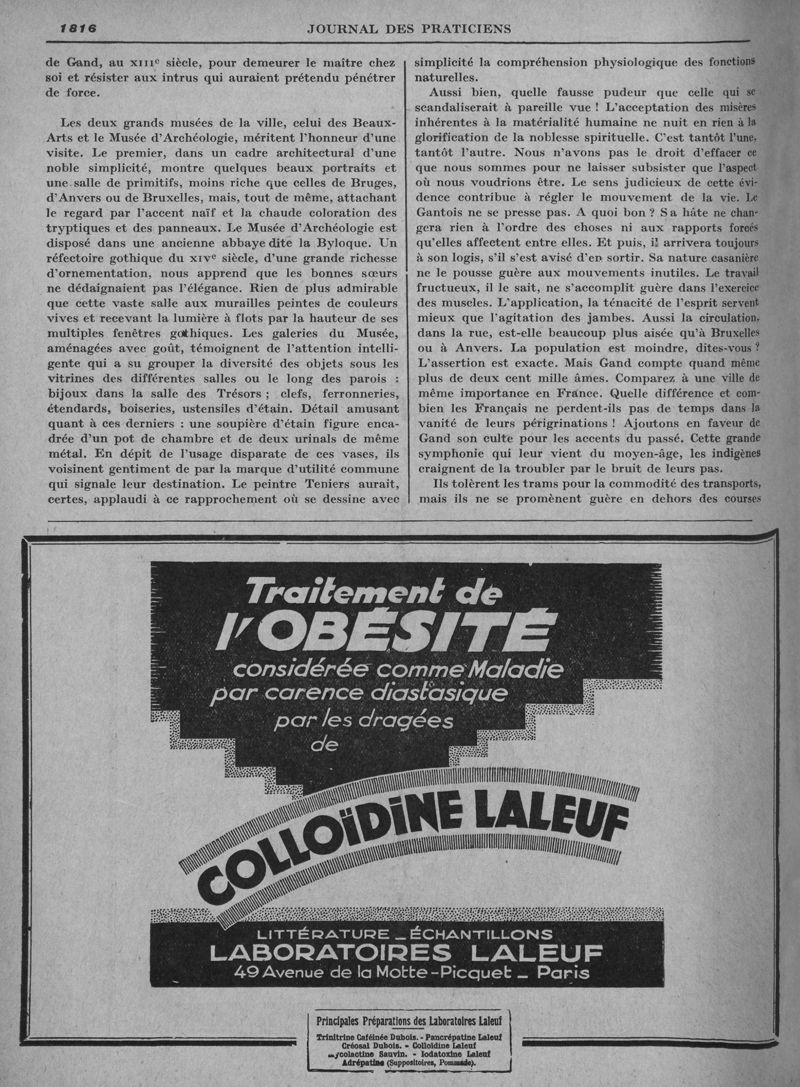 1816
JOURNAL DES PRATICIENS
de Gand, au XIIIe siècle, pour demeurer le maître chez
soi et résister aux intrus qui auraient prétendu pénétrer
de force.
Les deux grands musées de la ville, celui des Beaux-
Arts et le Musée d'Archéologie, méritent l'honneur d'une
visite. Le premier, dans un cadre architectural d'une
noble simplicité, montre quelques beaux portraits et
une salle de primitifs, moins riche que celles de Bruges,
d'Anvers ou de Bruxelles, mais, tout de même, attachant
le regard par l'accent naïf et la chaude coloration des
tryptiques et des panneaux. Le Musée d'Archéologie est
disposé dans une ancienne abbaye dite la Byloque. Un
réfectoire gothique du XIVe siècle, d'une grande richesse
d'ornementation, nous apprend que les bonnes sœurs
ne dédaignaient pas l'élégance. Rien de plus admirable
que cette vaste salle aux murailles peintes de couleurs
vives et recevant la lumière à flots par la hauteur de ses
multiples fenêtres gothiques. Les galeries du Musée,
aménagées avec goût, témoignent de l'attention intelli-
gente qui a su grouper la diversité des objets sous les
vitrines des différentes salles ou le long des parois :
bijoux dans la salle des Trésors ; clefs, ferronneries,
étendards, boiseries, ustensiles d'étain. Détail amusant
quant à ces derniers : une soupière d'étain figure enca-
drée d'un pot de chambre et de deux urinals de même
métal. En dépit de l'usage disparate de ces vases, ils
voisinent gentiment de par la marque d'utilité commune
qui signale leur destination. Le peintre Teniers aurait,
certes, applaudi à ce rapprochement où se dessine avec
simplicité la compréhension physiologique des fonctions
naturelles.
Aussi bien, quelle fausse pudeur que celle qui se
scandaliserait à pareille vue ! L'acceptation des misères
inhérentes à la matérialité humaine ne nuit en rien à la
glorification de la noblesse spirituelle. C'est tantôt l'une,
tantôt l'autre. Nous n'avons pas le droit d'effacer ce
que nous sommes pour ne laisser subsister que l'aspect
où nous voudrions être. Le sens judicieux de cette évi-
dence contribue à régler le mouvement de la vie. Le
Gantois ne se presse pas. A quoi bon ? Sa hâte ne chan-
gera rien à l'ordre des choses ni aux rapports forcés
qu'elles affectent entre elles. Et puis, il arrivera toujours
à son logis, s'il s'est avisé d'en sortir. Sa nature casanière
ne le pousse guère aux mouvements inutiles. Le travail
fructueux, il le sait, ne s'accomplit guère dans l'exercice
des muscles. L'application, la ténacité de l'esprit servent
mieux que l'agitation des jambes. Aussi la circulation,
dans la rue, est-elle beaucoup plus aisée qu'à Bruxelles
ou à Anvers. La population est moindre, dites-vous ?
L'assertion est exacte. Mais Gand compte quand même
plus de deux cent mille âmes. Comparez à une ville de
même importance en France. Quelle différence et com-
bien les Français ne perdent-ils pas de temps dans la
vanité de leurs périgrinations ! Ajoutons en faveur de
Gand son culte pour les accents du passé. Cette grande
symphonie qui leur vient du moyen-âge, les indigènes
craignent de la troubler par le bruit de leurs pas.
Ils tolèrent les trams pour la commodité des transports,
mais ils ne se promènent guère en dehors des courses
Traitement de
l'OBÉSITÉ
considérée comme Maladie
par carence diastasique
par les dragées
de
COLLOÏDINE LALEUF
LITTÉRATURE _ ÉCHANTILLONS
LABORATOIRES LALEUF
49 Avenue de la Motte-Picquet _ Paris
Principales Préparations des Laboratoires Laleuf
Trinitrine Caféinée Dubois. - Pancrépatine Laleuf
Créosal Dubois. - Colloïdine Laleuf
Sauvin. - Iodatoxine Laleuf
Adrépatine (Suppositoires, Pommade).